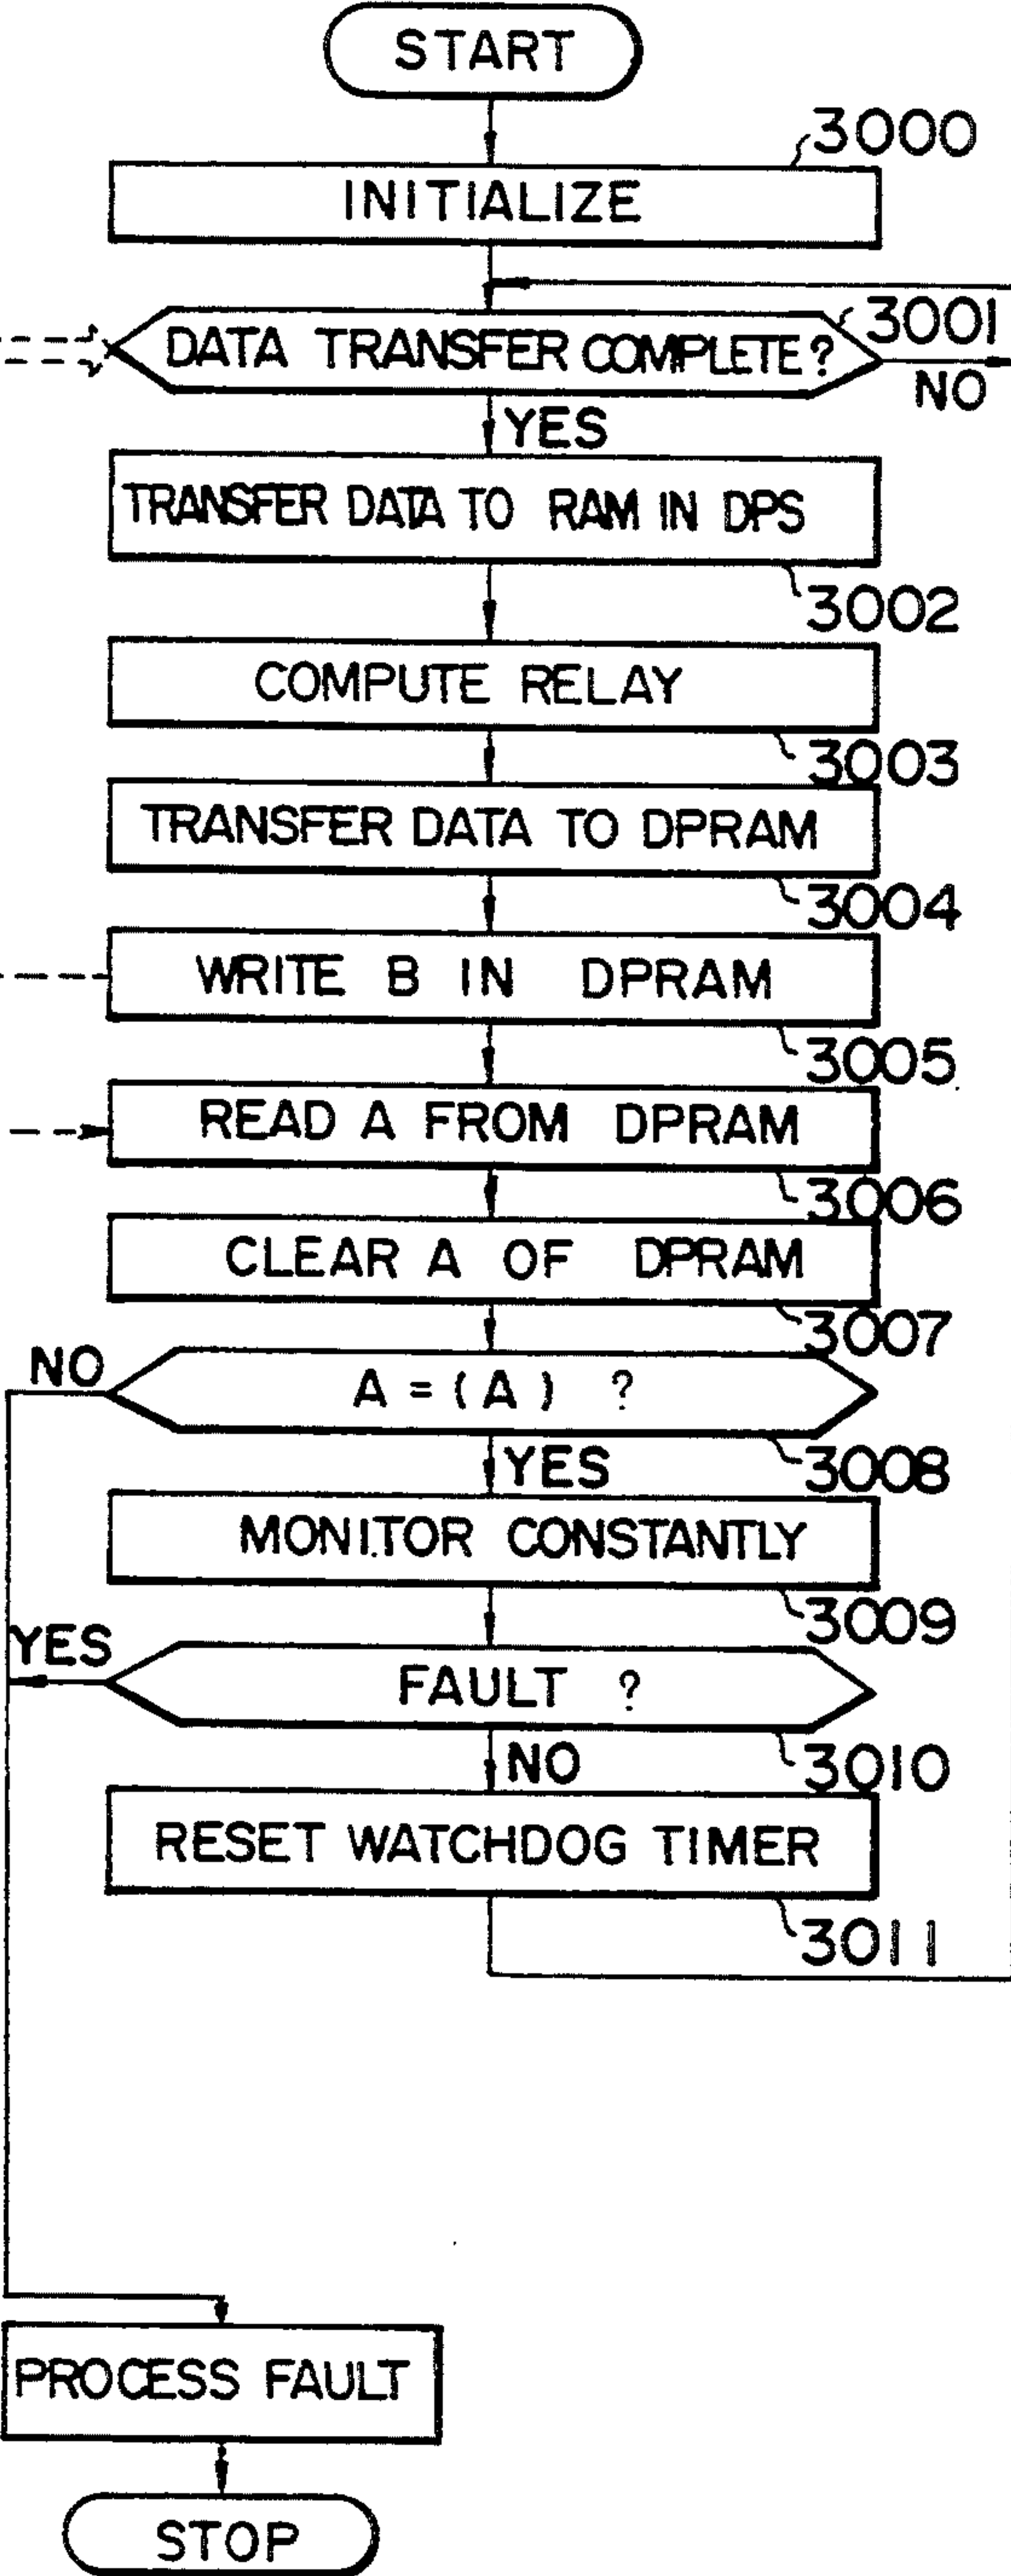 START
3000
INITIALIZE
DATA TRANSFER COMPLETE?
3001
NO
YES
TRANSFER DATA TO RAM IN DPS
3002
COMPUTE RELAY
3003
TRANSFER DATA TO DPRAM
3004
WRITE B IN DPRAM
3005
READ A FROM DPRAM
3006
CLEAR A OF DPRAM
3007
NO
A = (A) ?
3008
YES
MONITOR CONSTANTLY
3009
YES
FAULT ?
3010
NO
RESET WATCHDOG TIMER
3011
PROCESS FAULT
STOP